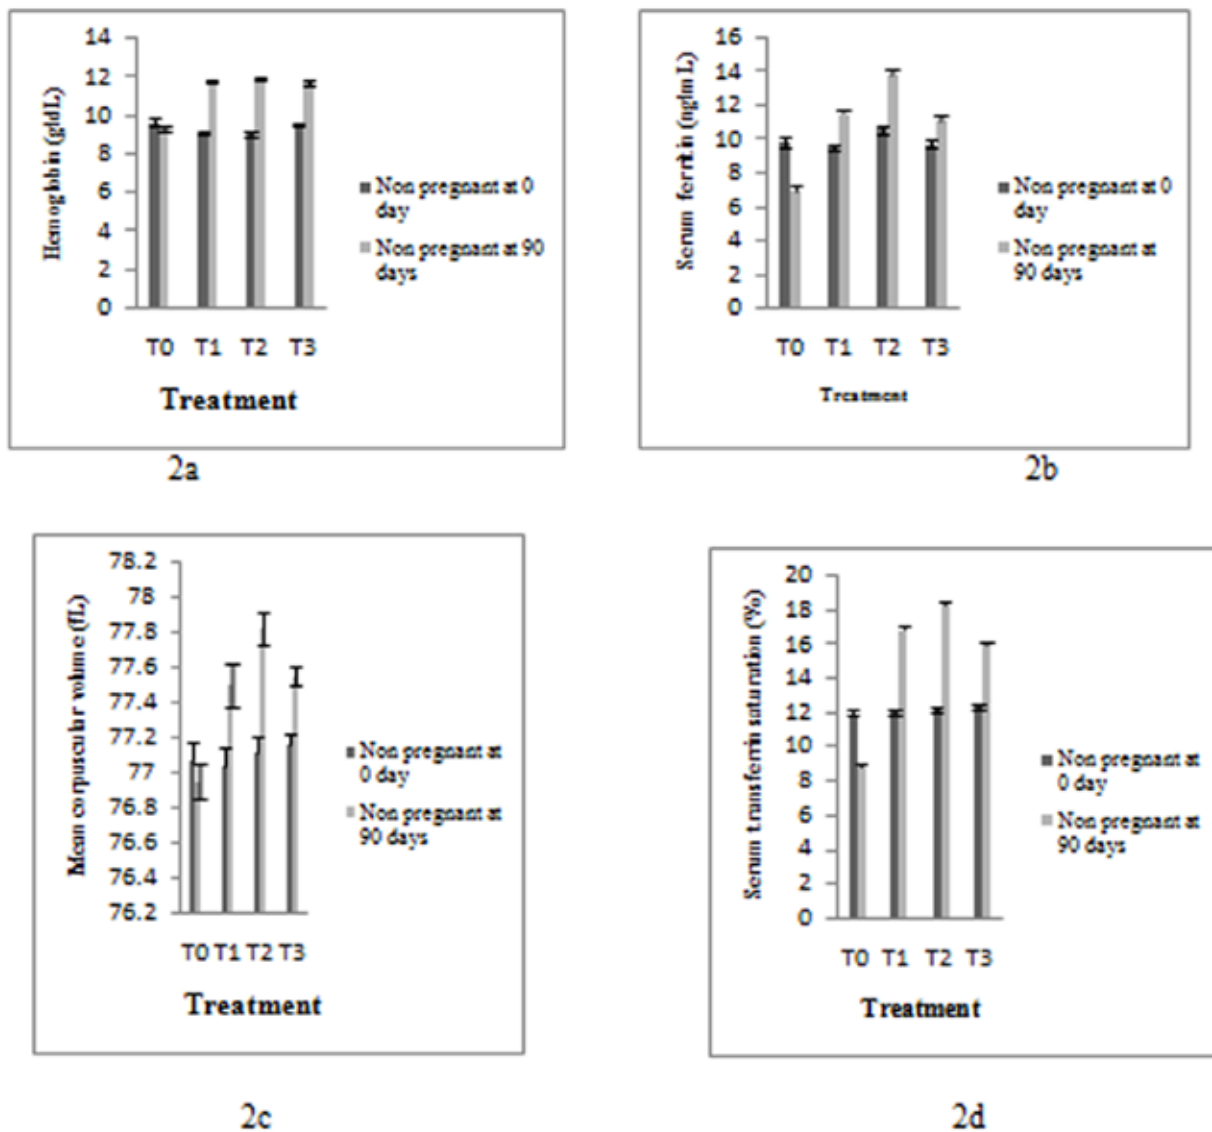 14
12
10
8
6
4
2
0
Hemoglobin (g/dL)
T0 T1 T2 T3
Treatment
Non pregnant at 0
day
Non pregnant at 90
days
2a
16
14
12
10
8
6
4
2
0
Serum ferritin (ng/mL)
T0 T1 T2 T3
Treatment
Non pregnant at 0
day
Non pregnant at
90 days
2b
78.2
78
77.8
77.6
77.4
77.2
77
76.8
76.6
76.4
76.2
Mean corpuscular volume (fL)
T0 T1 T2 T3
Treatment
Non pregnant at
0 day
Non pregnant at
90 days
2c
20
18
16
14
12
10
8
6
4
2
0
Serum transferrin saturation (%)
T0 T1 T2 T3
Treatment
Non pregnant at
0 day
Non pregnant at
90 days
2d